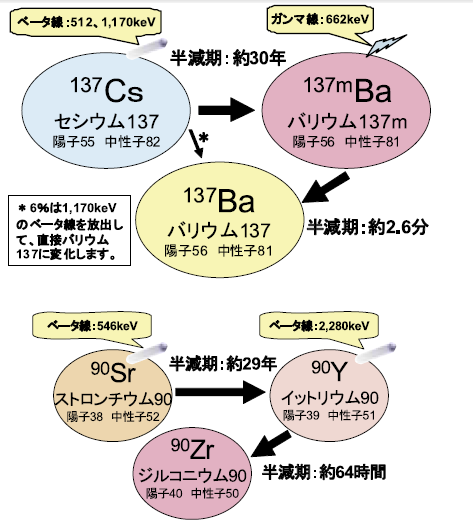 ベータ線：512、1,170keV
ガンマ線：662keV
半減期：約30年
137Cs
セシウム137
陽子55 中性子82
137mBa
バリウム137m
陽子56 中性子81
*
137Ba
バリウム137
陽子56 中性子81
半減期：約2.6分
* 6%は1,170keV
のベータ線を放出し
て、直接バリウム
137に変化します。
ベータ線：546keV
ベータ線：2,280keV
半減期：約29年
90Sr
ストロンチウム90
陽子38 中性子52
90Y
イットリウム90
陽子39 中性子51
90Zr
ジルコニウム90
陽子40 中性子50
半減期：約64時間